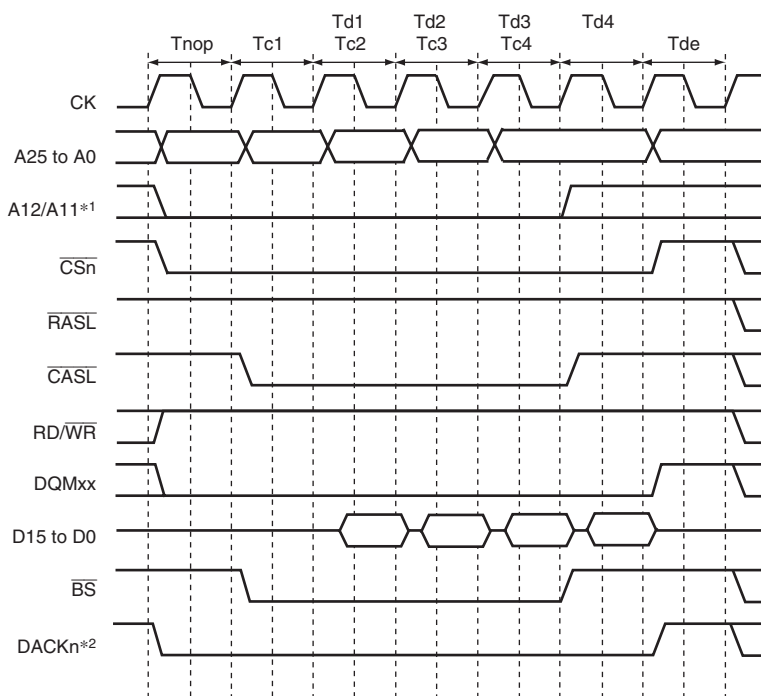 Td1 Td2 Td3 Td4
Tnop Tc1 Tc2 Tc3 Tc4 Tde
CK
A25 to A0
A12/A11*1
CSn
RASL
CASL
RD/WR
DQMxx
D15 to D0
BS
DACKn*2